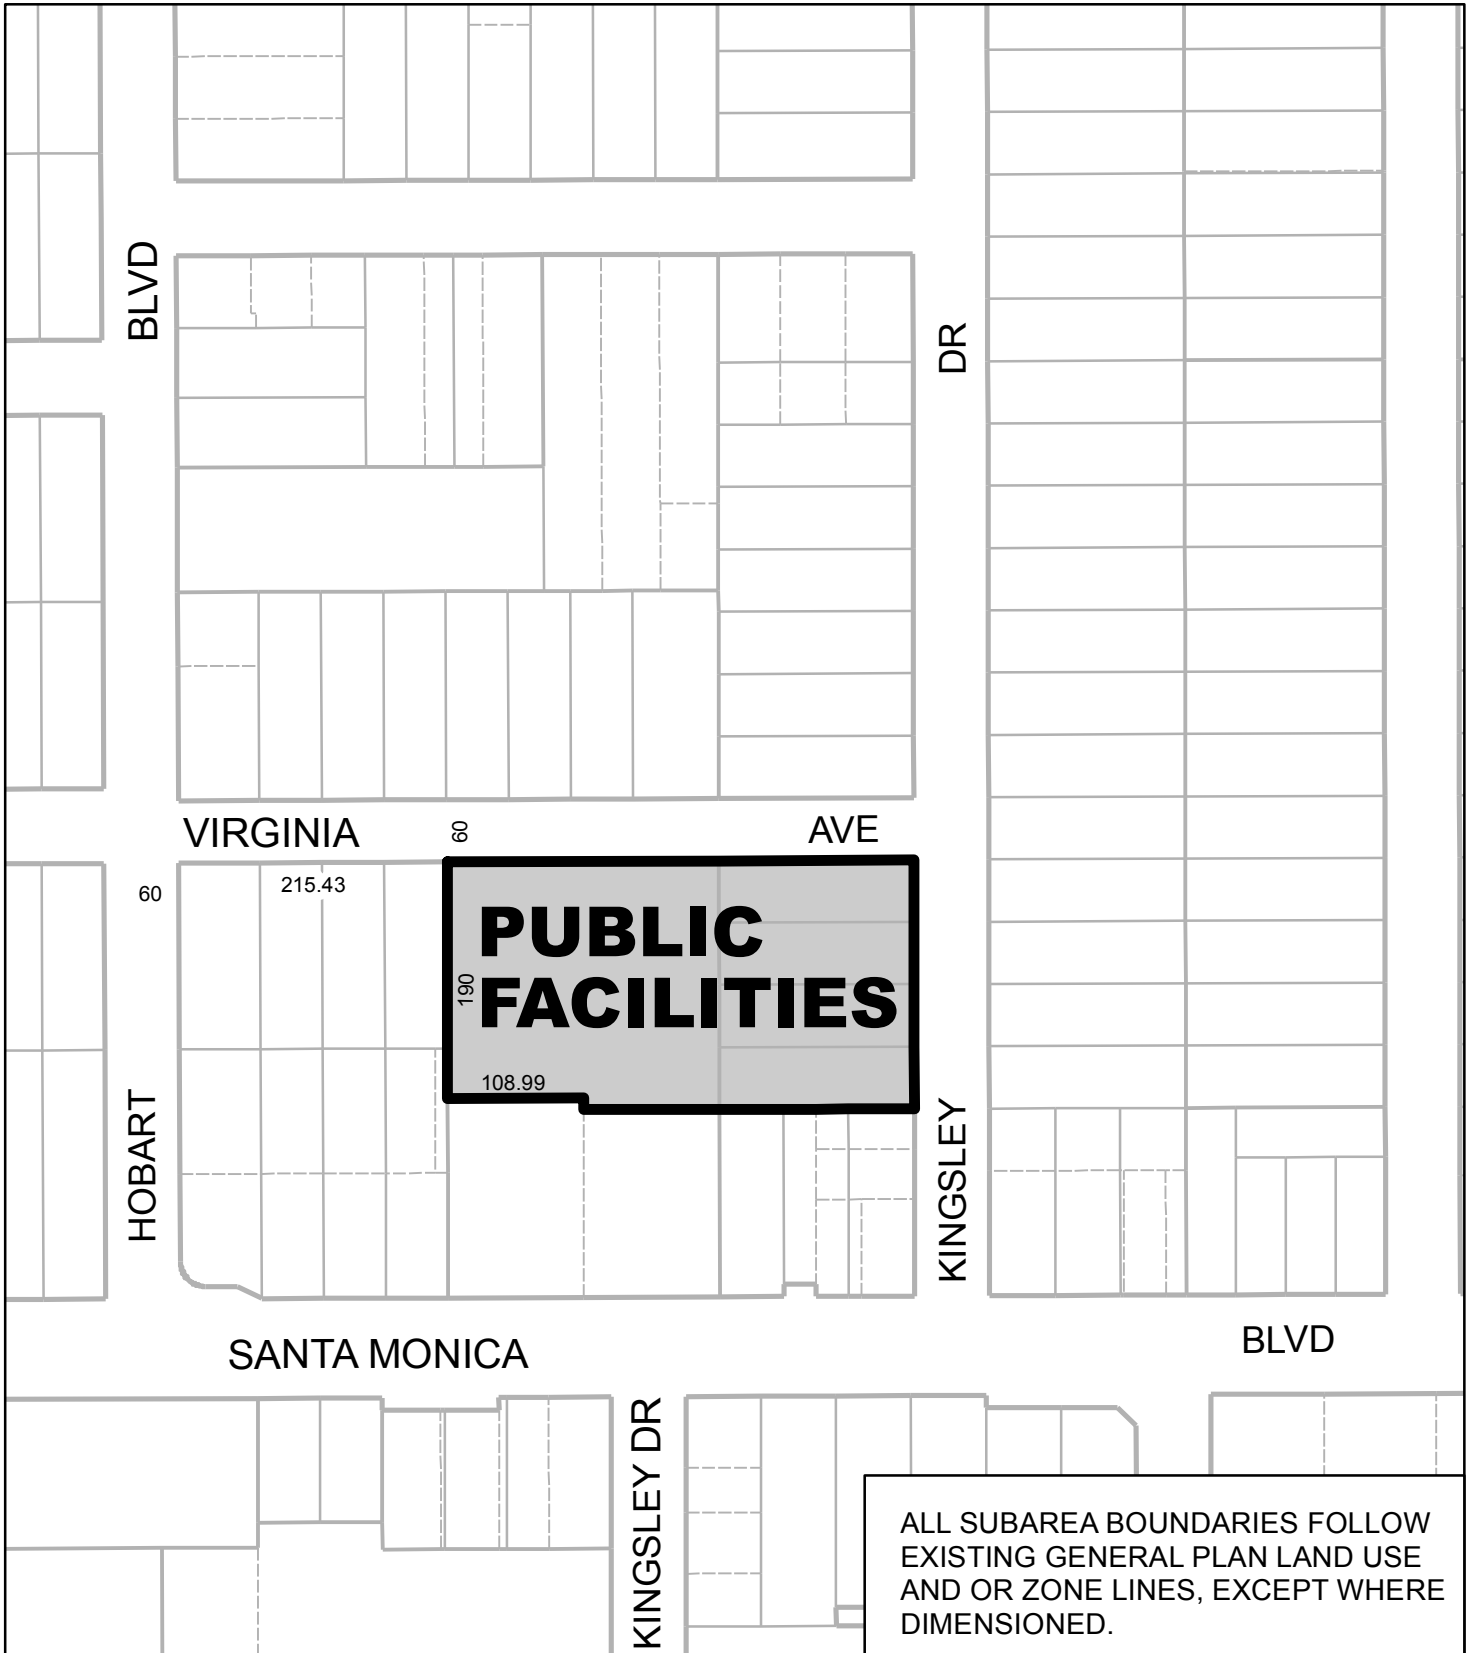 BLVD
DR
VIRGINIA
60
AVE
60
215.43
PUBLIC
FACILITIES
190
108.99
HOBART
KINGSLEY
SANTA MONICA
BLVD
KINGSLEY DR
ALL SUBAREA BOUNDARIES FOLLOW
EXISTING GENERAL PLAN LAND USE
AND OR ZONE LINES, EXCEPT WHERE
DIMENSIONED.